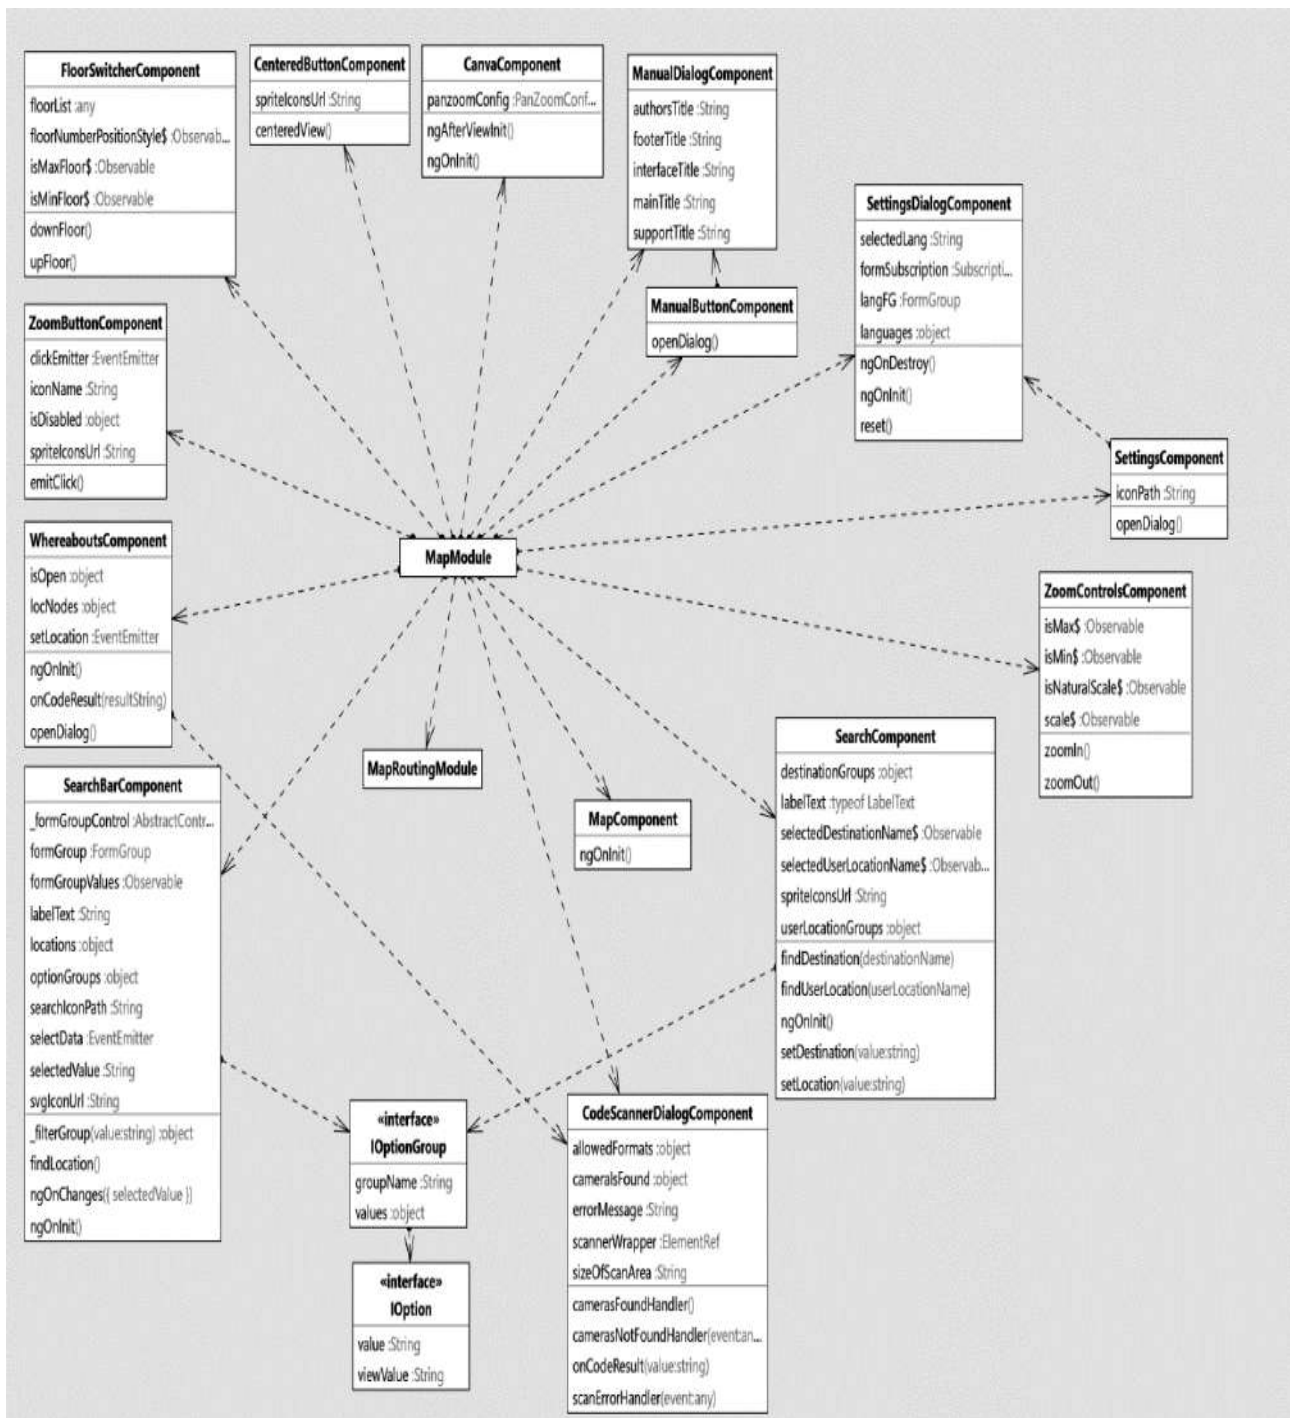 FloorSwitcherComponent
floorList :any
floorNumberPositionStyle$ :Observab...
isMaxFloor$ :Observable
isMinFloor$ :Observable
downFloor()
upFloor()
CenteredButtonComponent
spriteIconsUrl :String
centeredView()
CanvaComponent
panzoomConfig :PanZoomConf...
ngAfterViewInit()
ngOnInit()
ManualDialogComponent
authorsTitle :String
footerTitle :String
interfaceTitle :String
mainTitle :String
supportTitle :String
ManualButtonComponent
openDialog()
SettingsDialogComponent
selectedLang :String
formSubscription :Subscripti...
langFG :FormGroup
languages :object
ngOnDestroy()
ngOnInit()
reset()
SettingsComponent
iconPath :String
openDialog()
ZoomButtonComponent
clickEmitter :EventEmitter
iconName :String
isDisabled :object
spriteIconsUrl :String
emitClick()
MapModule
WhereaboutsComponent
isOpen :object
locNodes :object
setLocation :EventEmitter
ngOnInit()
onCodeResult(resultString)
openDialog()
ZoomControlsComponent
isMax$ :Observable
isMin$ :Observable
isNaturalScale$ :Observable
scale$ :Observable
zoomIn()
zoomOut()
MapRoutingModule
MapComponent
ngOnInit()
SearchComponent
destinationGroups :object
labelText :typeof LabelText
selectedDestinationName$ :Observable
selectedUserLocationName$ :Observab...
spriteIconsUrl :String
userLocationGroups :object
findDestination(destinationName)
findUserLocation(userLocationName)
ngOnInit()
setDestination(value:string)
setLocation(value:string)
SearchBarComponent
_formGroupControl :AbstractContr...
formGroup :FormGroup
formGroupValues :Observable
labelText :String
locations :object
optionGroups :object
searchIconPath :String
selectData :EventEmitter
selectedValue :String
svgIconUrl :String
_filterGroup(value:string) :object
findLocation()
ngOnChanges({ selectedValue })
ngOnInit()
«interface»
IOptionGroup
groupName :String
values :object
«interface»
IOption
value :String
viewValue :String
CodeScannerDialogComponent
allowedFormats :object
cameraIsFound :object
errorMessage :String
scannerWrapper :ElementRef
sizeOfScanArea :String
camerasFoundHandler()
camerasNotFoundHandler(event:an...
onCodeResult(value:string)
scanErrorHandler(event:any)